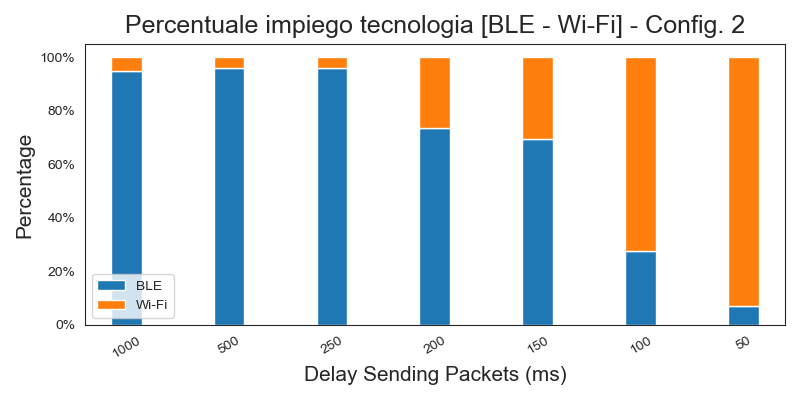 Percentuale impiego tecnologia [BLE - Wi-Fi] - Config. 2
Percentage
100%
80%
60%
40%
20%
0%
BLE
Wi-Fi
1000
500
250
200
150
100
50
Delay Sending Packets (ms)